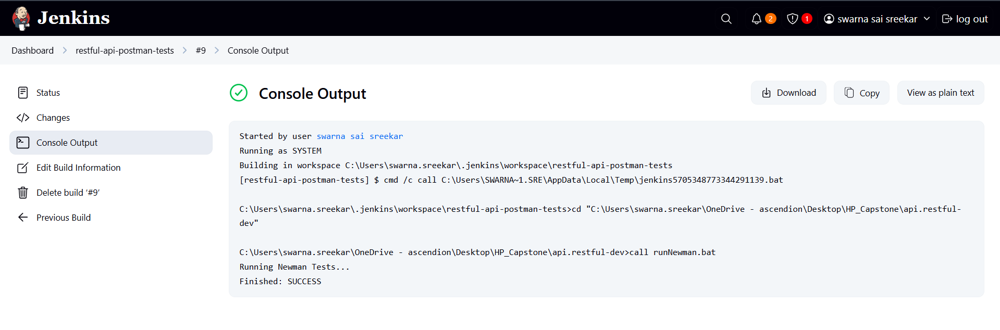 Jenkins
2
1
swarna sai sreekar
log out
Dashboard
restful-api-postman-tests
#9
Console Output
Status
Changes
Console Output
Edit Build Information
Delete build ‘#9’
Previous Build
Console Output
Download
Copy
View as plain text
Started by user swarna sai sreekar
Running as SYSTEM
Building in workspace C:\Users\swarna.sreekar\.jenkins\workspace\restful-api-postman-tests
[restful-api-postman-tests] $ cmd /c call C:\Users\SWARNA~1.SRE\AppData\Local\Temp\jenkins5705348773344291139.bat
C:\Users\swarna.sreekar\.jenkins\workspace\restful-api-postman-tests>cd "C:\Users\swarna.sreekar\OneDrive - ascendion\Desktop\HP_Capstone\api.restful-
dev"
C:\Users\swarna.sreekar\OneDrive - ascendion\Desktop\HP_Capstone\api.restful-dev>call runNewman.bat
Running Newman Tests...
Finished: SUCCESS